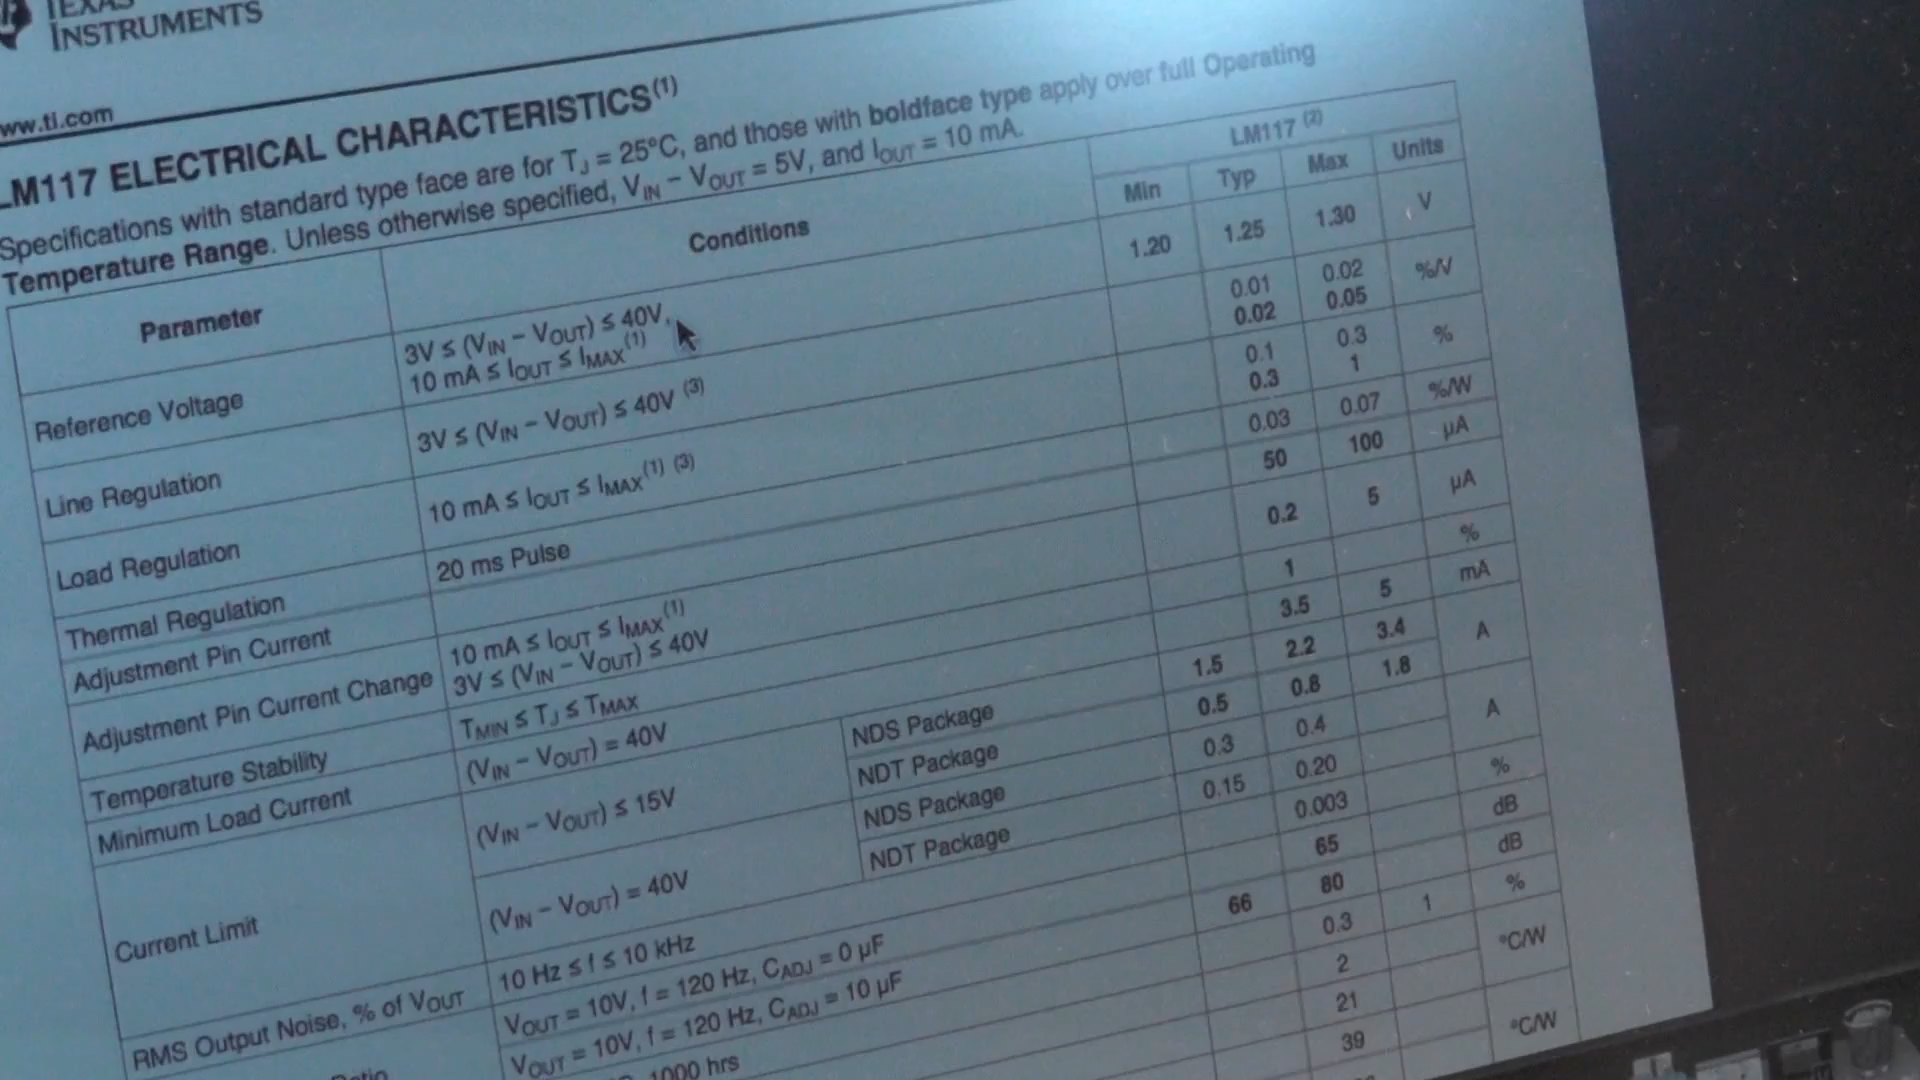 TEXAS
INSTRUMENTS
ww.ti.com
LM117 ELECTRICAL CHARACTERISTICS(1)
Specifications with standard type face are for TJ = 25°C, and those with boldface type apply over full Operating
Temperature Range. Unless otherwise specified, VIN − VOUT = 5V, and IOUT = 10 mA.
Parameter Conditions LM117 (2) Units
Min Typ Max
Reference Voltage 3V ≤ (VIN − VOUT) ≤ 40V, 1.20 1.25 1.30 V
10 mA ≤ IOUT ≤ IMAX(1)
Line Regulation 3V ≤ (VIN − VOUT) ≤ 40V (3) 0.01 0.02 %/V
0.02 0.05
Load Regulation 10 mA ≤ IOUT ≤ IMAX(1) (3) 0.1 0.3 %
0.3 1
Thermal Regulation 20 ms Pulse 0.03 0.07 %/W
Adjustment Pin Current 50 100 µA
Adjustment Pin Current Change 10 mA ≤ IOUT ≤ IMAX(1) 0.2 5 µA
3V ≤ (VIN − VOUT) ≤ 40V
Temperature Stability TMIN ≤ TJ ≤ TMAX 1 %
Minimum Load Current (VIN − VOUT) = 40V 3.5 5 mA
Current Limit (VIN − VOUT) ≤ 15V NDS Package 1.5 2.2 3.4 A
NDT Package 0.5 0.8 1.8
(VIN − VOUT) = 40V NDS Package 0.3 0.4 A
NDT Package 0.15 0.20
RMS Output Noise, % of VOUT 10 Hz ≤ f ≤ 10 kHz 0.003 %
Ratio VOUT = 10V, f = 120 Hz, CADJ = 0 µF 65 dB
VOUT = 10V, f = 120 Hz, CADJ = 10 µF 66 80 dB
1000 hrs 0.3 1 %
2 °C/W
21
39 °C/W